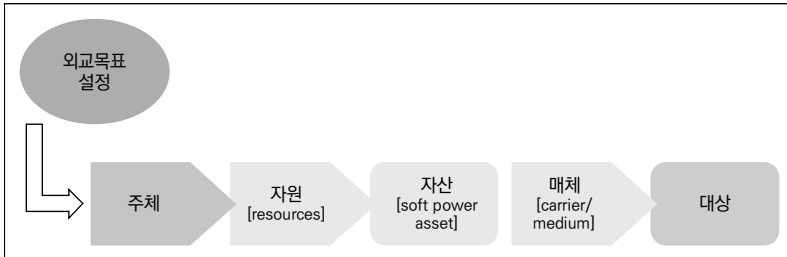 외교목표
설정
주체
자원
[resources]
자산
[soft power
asset]
매체
[carrier/
medium]
대상